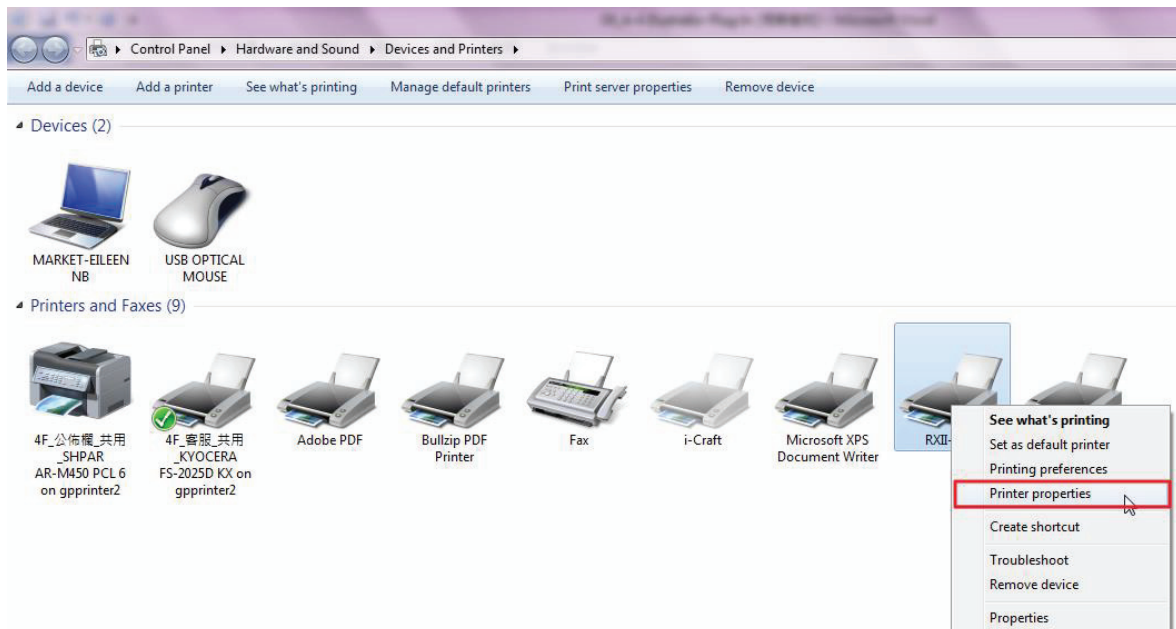 Control Panel ▸ Hardware and Sound ▸ Devices and Printers ▸
Add a device Add a printer See what's printing Manage default printers Print server properties Remove device
Devices (2)
MARKET-EILEEN
NB
USB OPTICAL
MOUSE
Printers and Faxes (9)
4F_公佈欄_共用
_SHPAR
AR-M450 PCL 6
on gpprinter2
4F_客服_共用
_KYOCERA
FS-2025D KX on
gpprinter2
Adobe PDF
Bullzip PDF
Printer
Fax
i-Craft
Microsoft XPS
Document Writer
RXII-
See what's printing
Set as default printer
Printing preferences
Printer properties
Create shortcut
Troubleshoot
Remove device
Properties